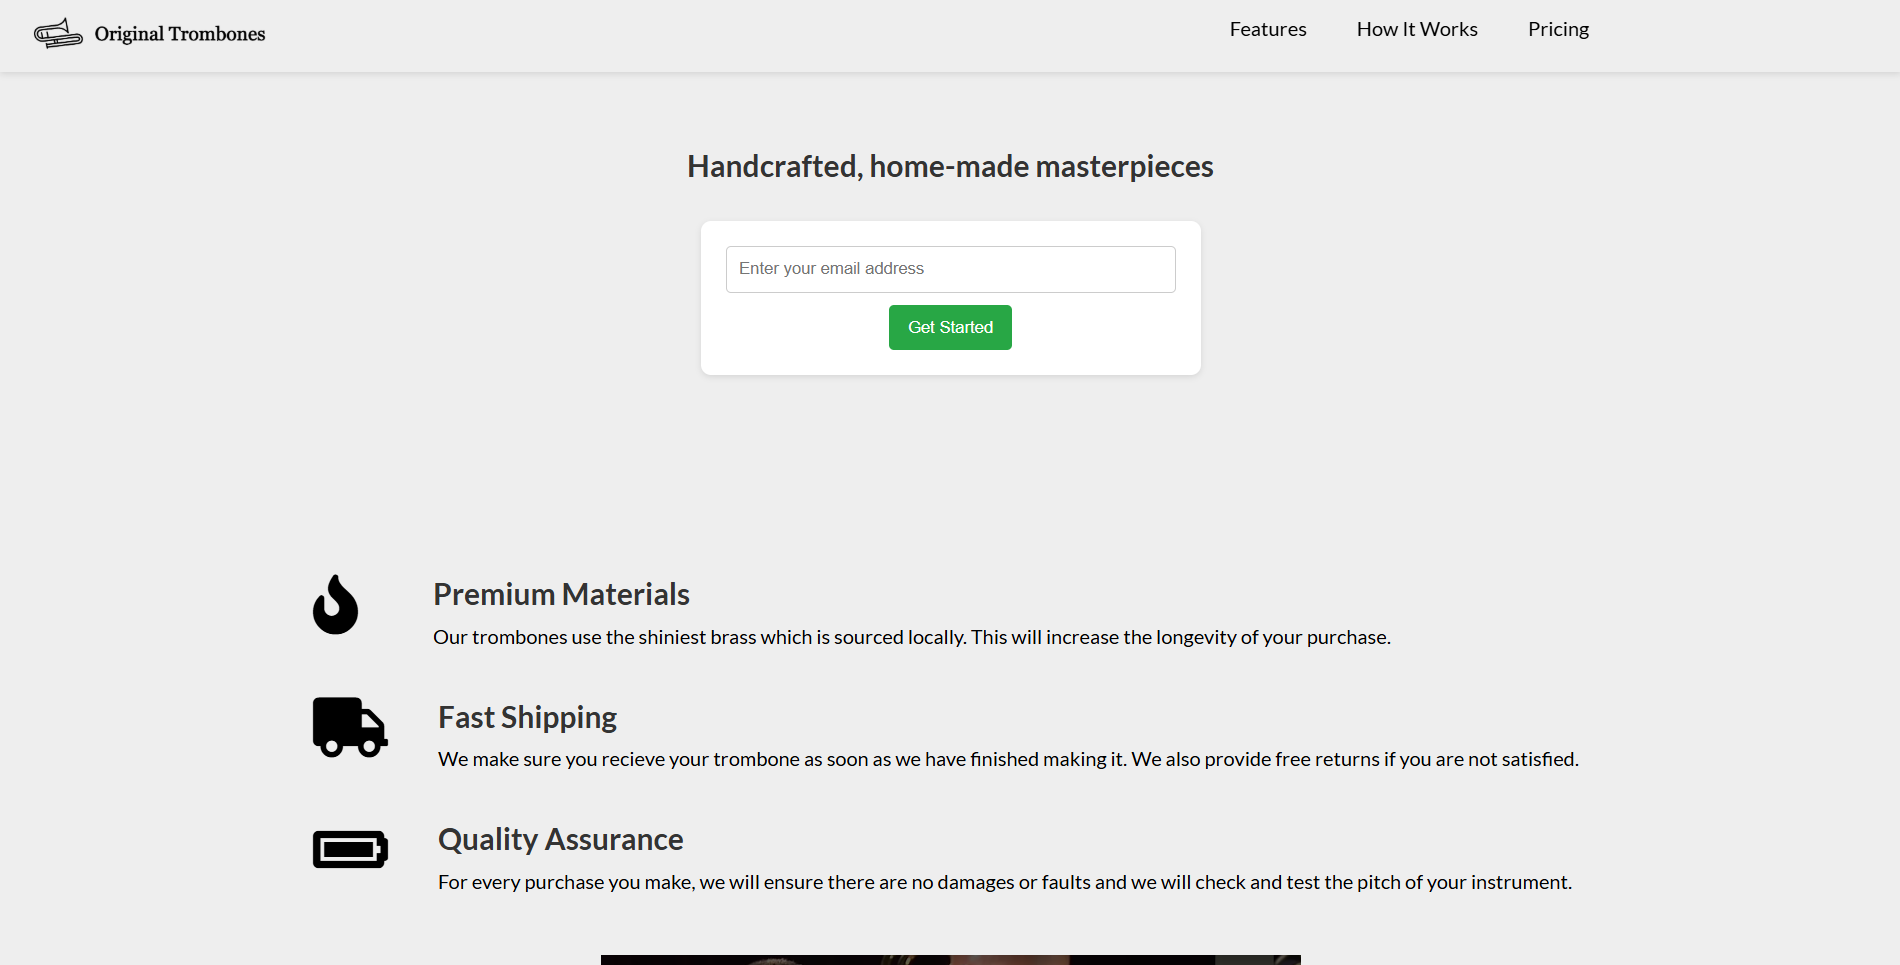 Original Trombones
Features
How It Works
Pricing
Handcrafted, home-made masterpieces
Enter your email address
Get Started
Premium Materials
Our trombones use the shiniest brass which is sourced locally. This will increase the longevity of your purchase.
Fast Shipping
We make sure you recieve your trombone as soon as we have finished making it. We also provide free returns if you are not satisfied.
Quality Assurance
For every purchase you make, we will ensure there are no damages or faults and we will check and test the pitch of your instrument.